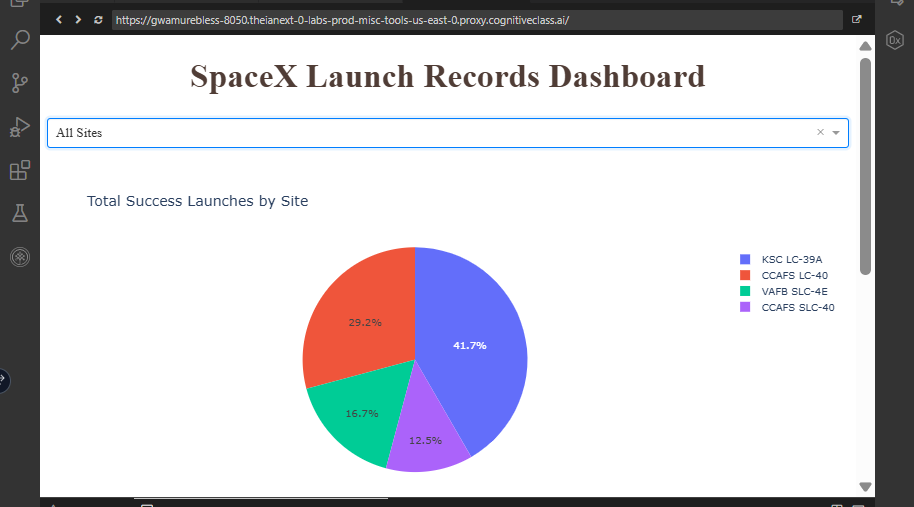 https://gwamurebless-8050.theianext-0-labs-prod-misc-tools-us-east-0.proxy.cognitiveclass.ai/
0x
SpaceX Launch Records Dashboard
All Sites
×
Total Success Launches by Site
KSC LC-39A
CCAFS LC-40
VAFB SLC-4E
CCAFS SLC-40
29.2%
41.7%
16.7%
12.5%